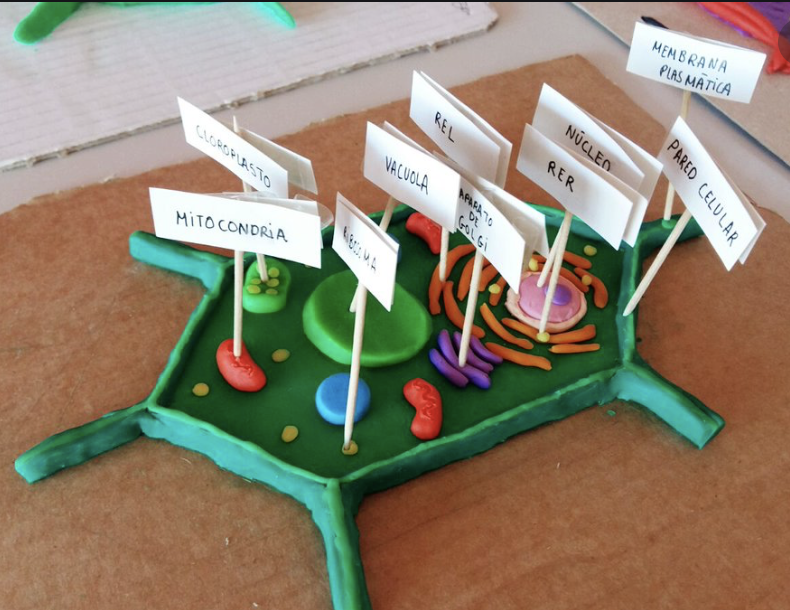 MEMBRANA
PLASMÁTICA
REL
NÚCLEO
CLOROPLASTO
VACUOLA
RER
PARED CELULAR
APARATO
DE
GOLGI
MITOCONDRIA
RIBOSOMA